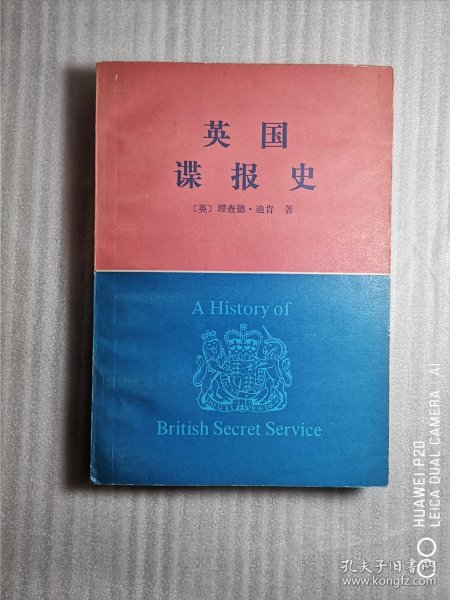 英国
谍报史
〔英〕理查德·迪肯 著
A History of
British Secret Service
HUAWEI P20
LEICA DUAL CAMERA AI
孔夫子旧书网
www.kongfz.com